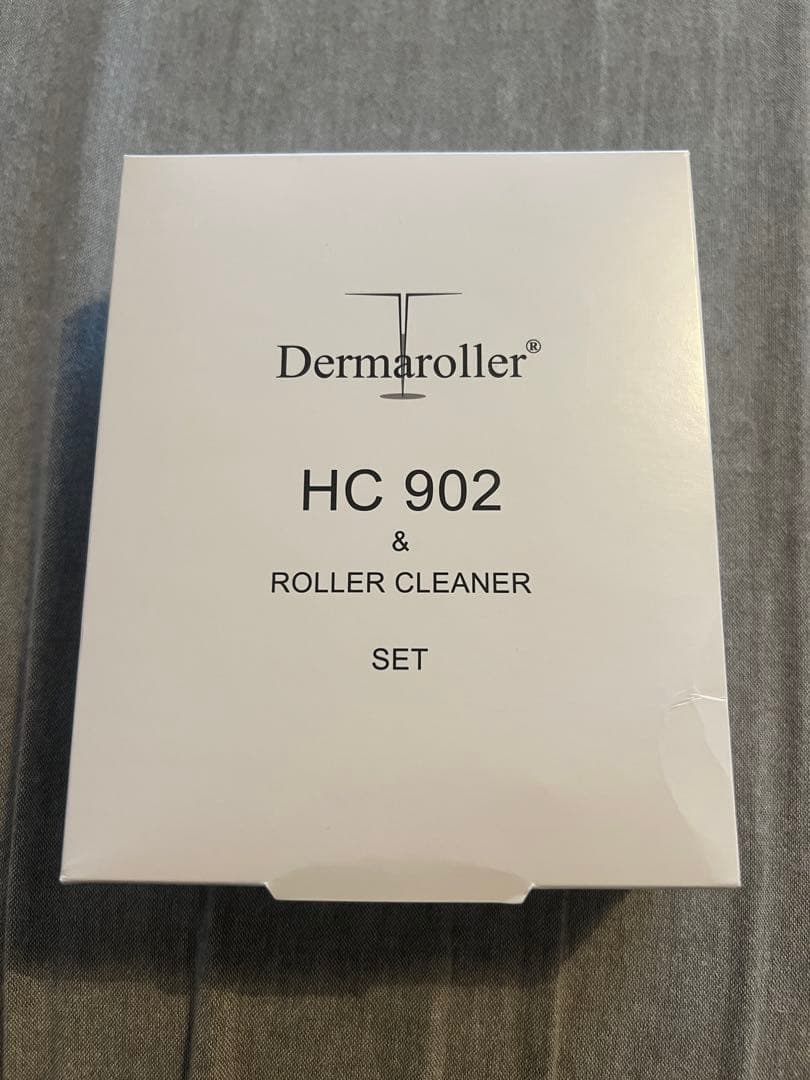 Dermaroller®
HC 902
&
ROLLER CLEANER
SET